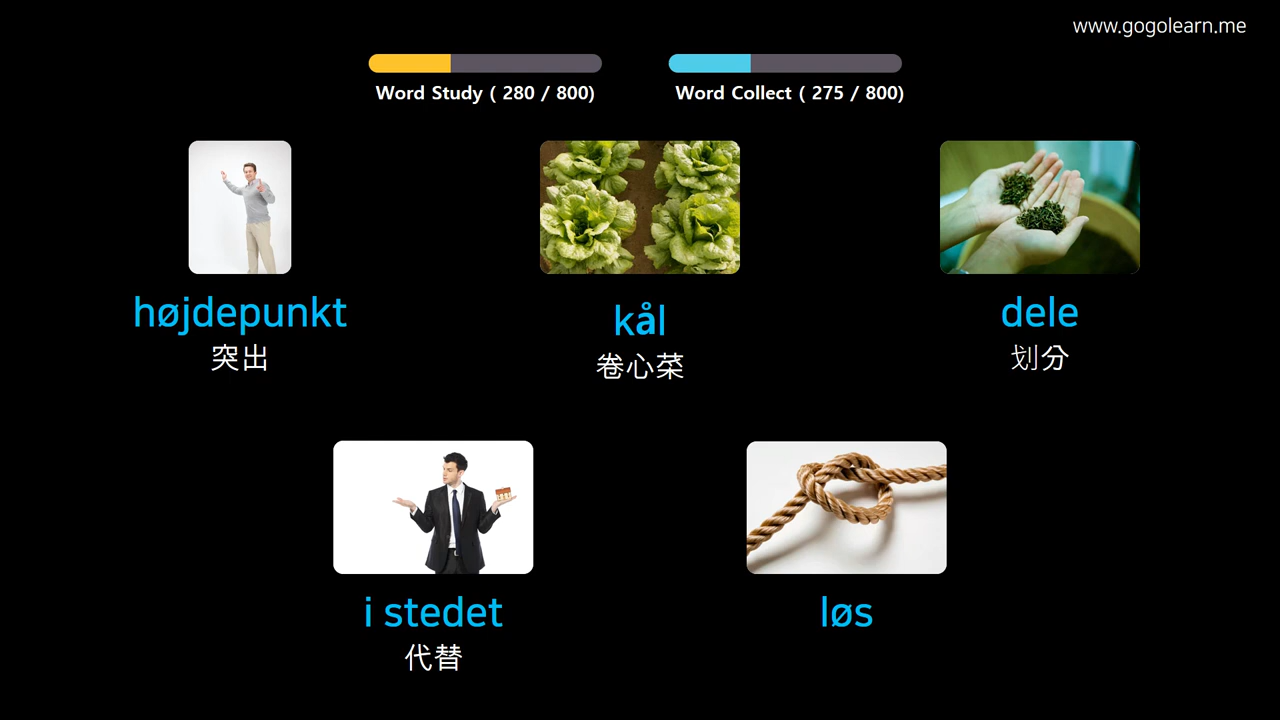 www.gogolearn.me
Word Study ( 280 / 800)
Word Collect ( 275 / 800)
højdepunkt
突出
kål
卷心菜
dele
划分
i stedet
代替
løs